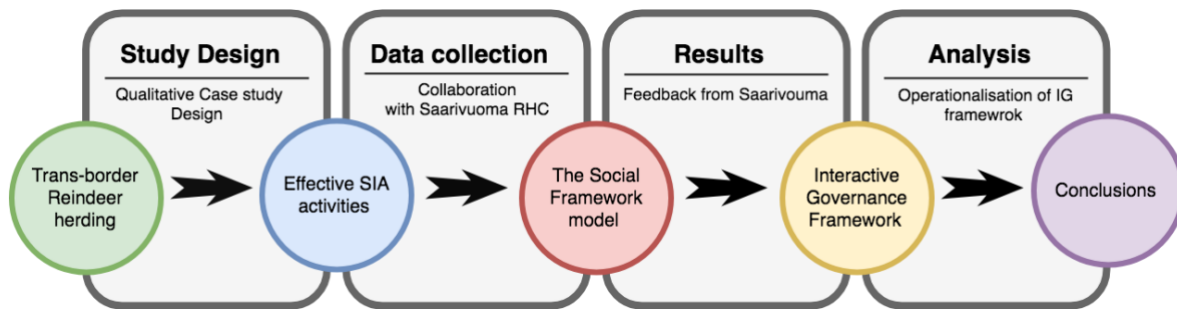 Study Design
Qualitative Case study
Design
Data collection
Collaboration
with Saarivuoma RHC
Results
Feedback from Saarivouma
Analysis
Operationalisation of IG
framewrok
Trans-border
Reindeer
herding
Effective SIA
activities
The Social
Framework
model
Interactive
Governance
Framework
Conclusions